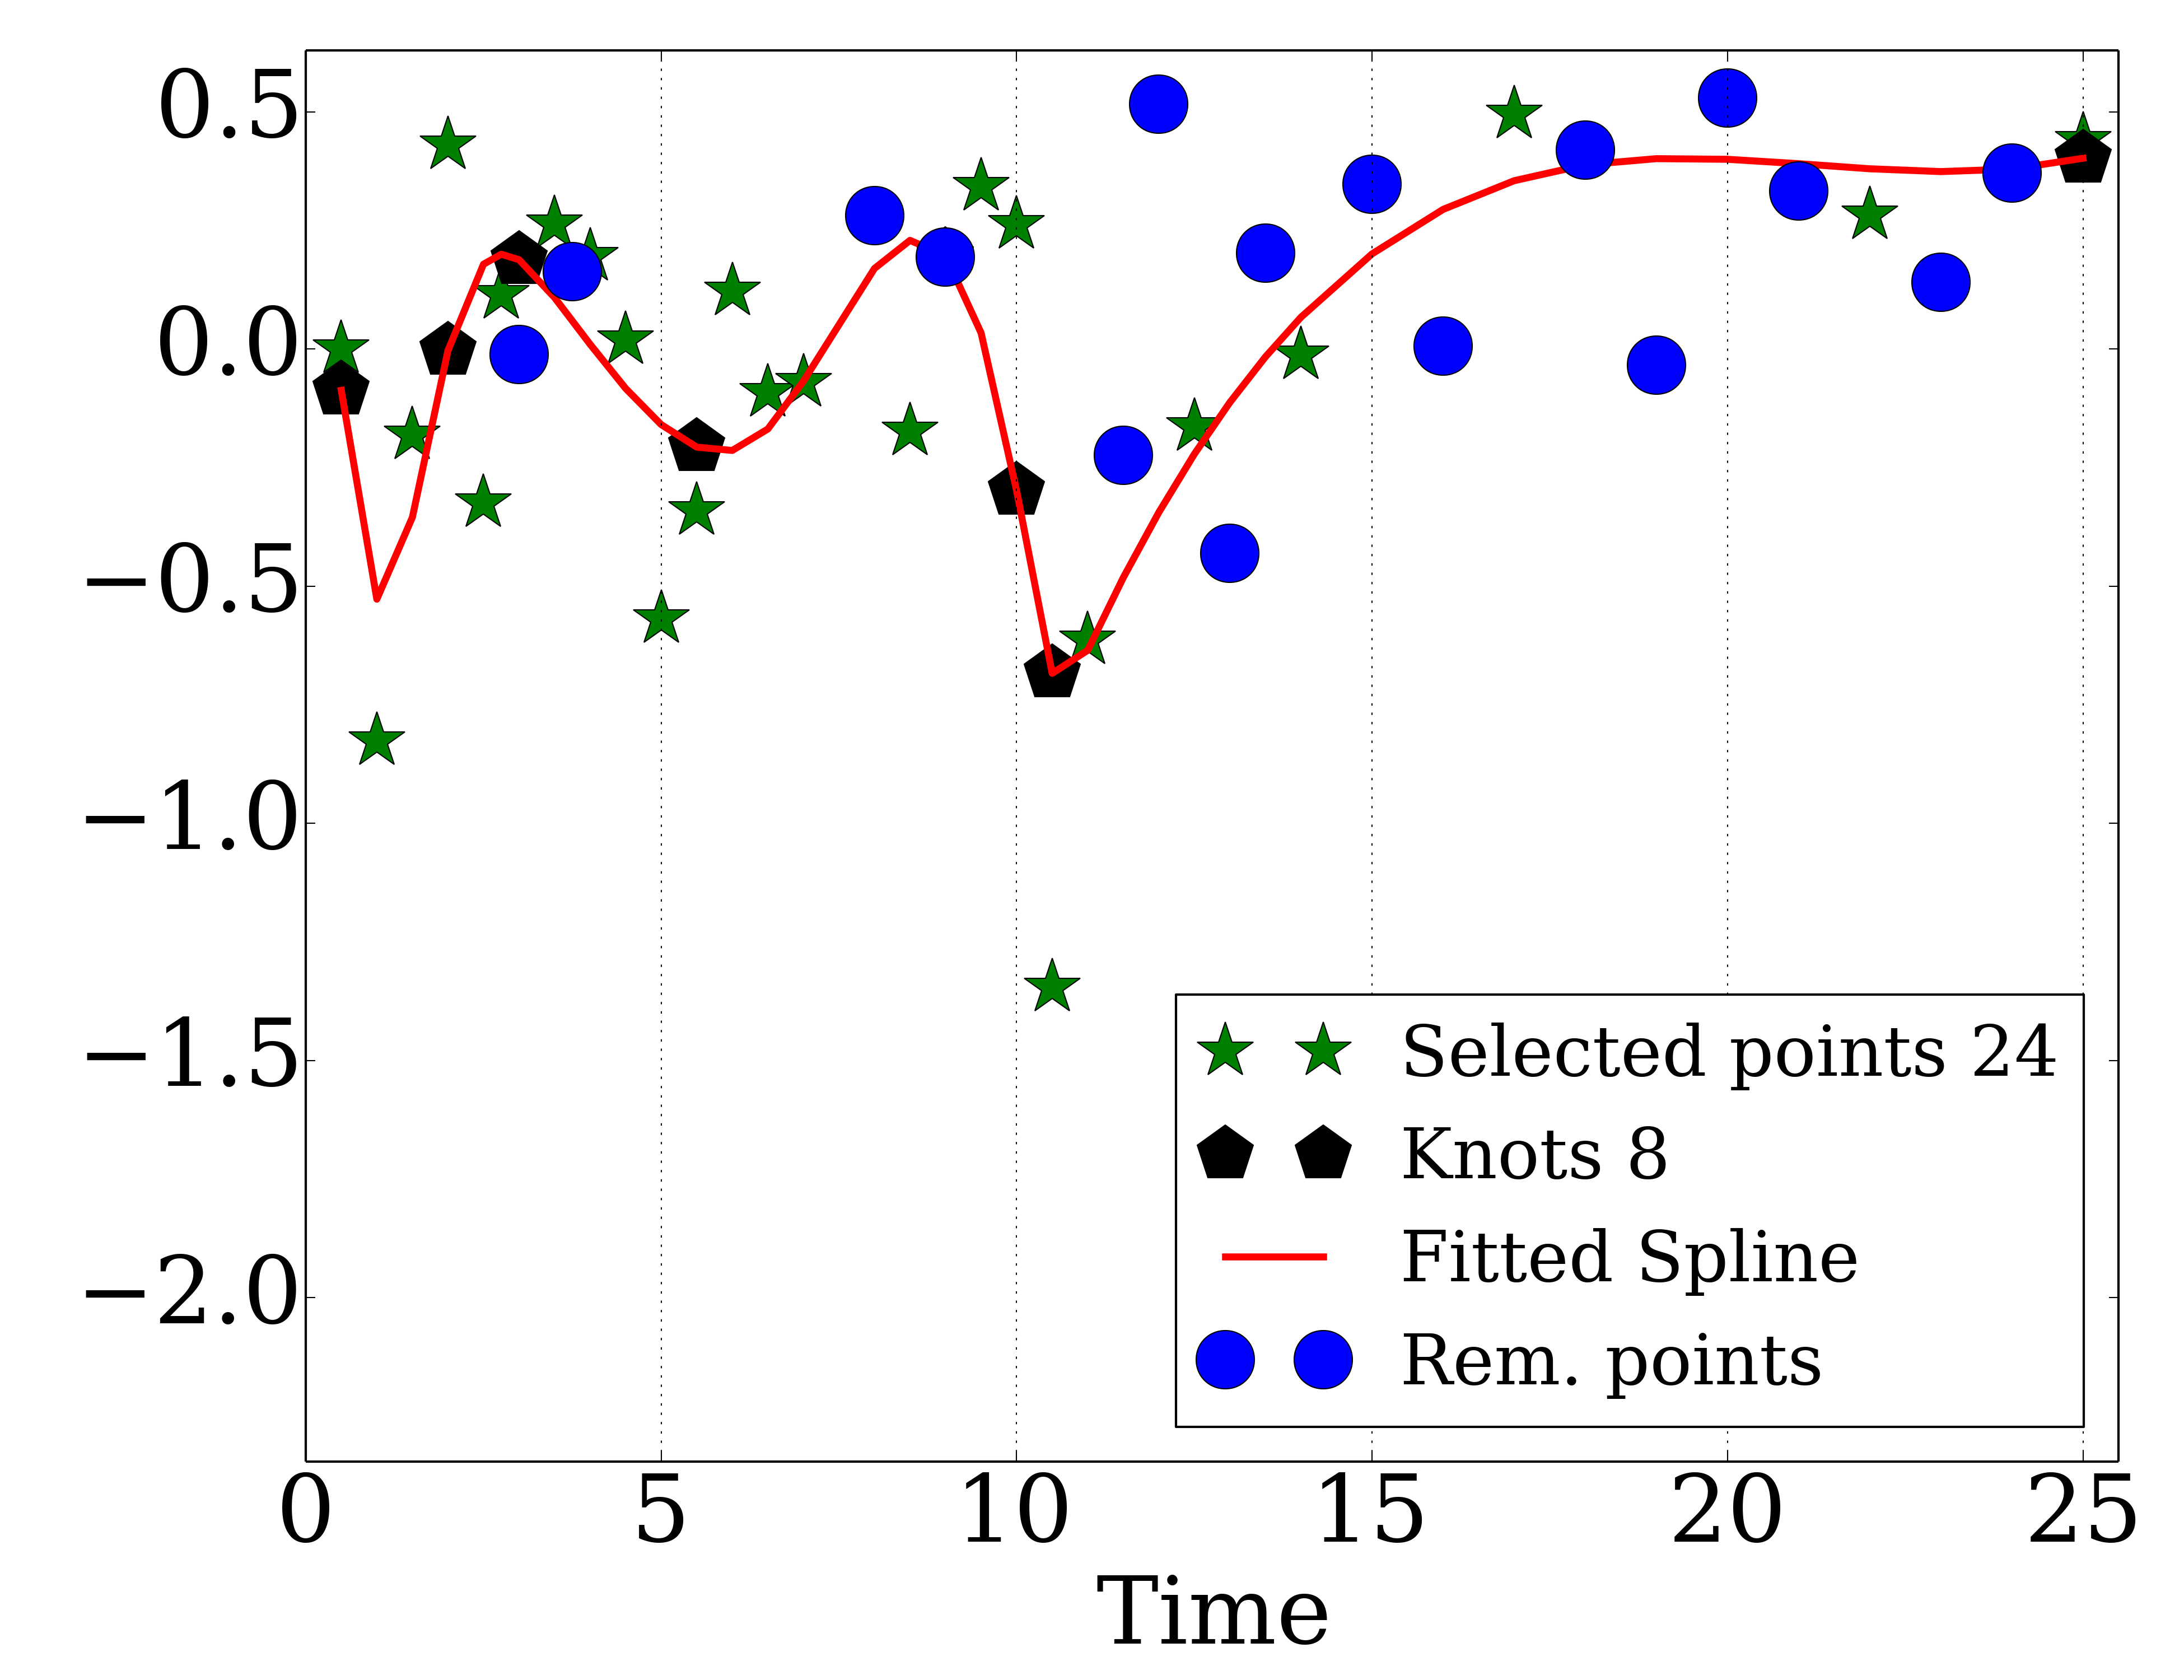 0.5
0.0
−0.5
−1.0
−1.5
−2.0
Selected points 24
Knots 8
Fitted Spline
Rem. points
0 5 10 15 20 25
Time